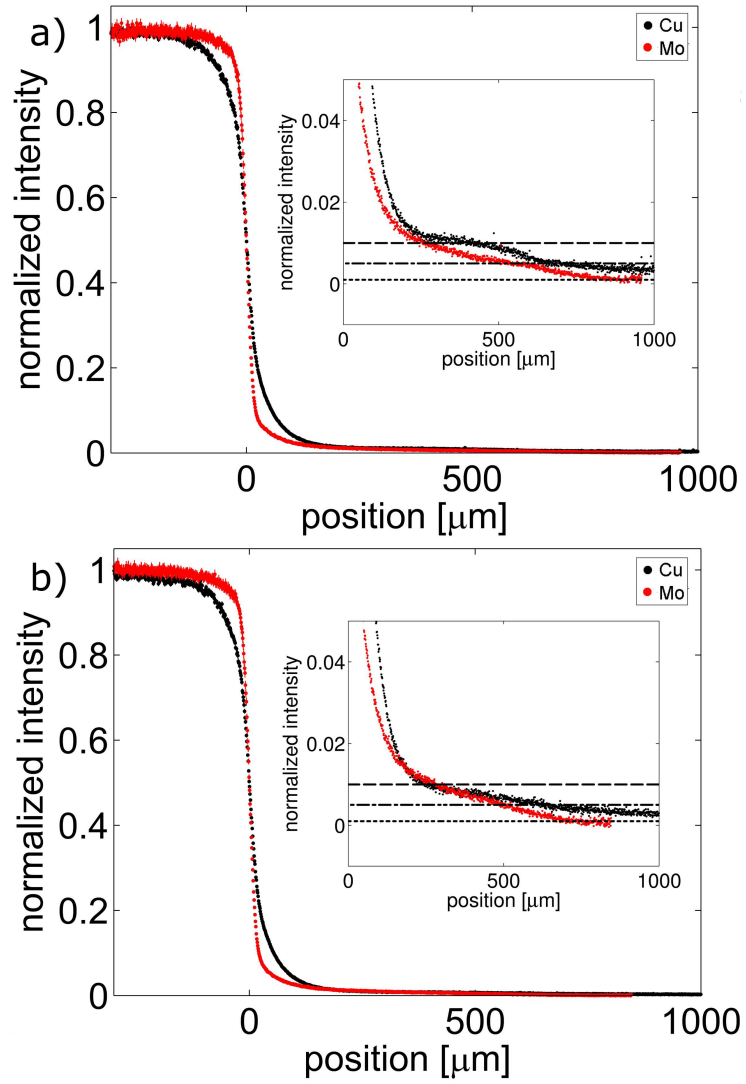 a)
1
0.8
0.6
0.4
0.2
0
normalized intensity
0
500
1000
position [μm]
Cu
Mo
0.04
0.02
0
normalized intensity
0
500
1000
position [μm]
b)
1
0.8
0.6
0.4
0.2
0
normalized intensity
0
500
1000
position [μm]
Cu
Mo
0.04
0.02
0
normalized intensity
0
500
1000
position [μm]